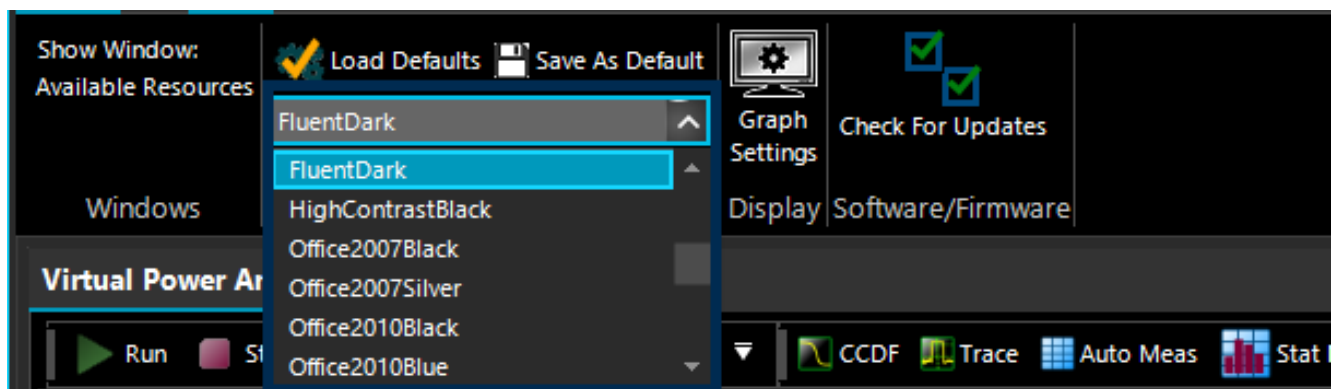 Show Window:
Available Resources
Windows
Load Defaults Save As Default
FluentDark
FluentDark
HighContrastBlack
Office2007Black
Office2007Silver
Office2010Black
Office2010Blue
Graph
Settings
Display
Check For Updates
Software/Firmware
Virtual Power
Run
CCDF Trace Auto Meas Stat